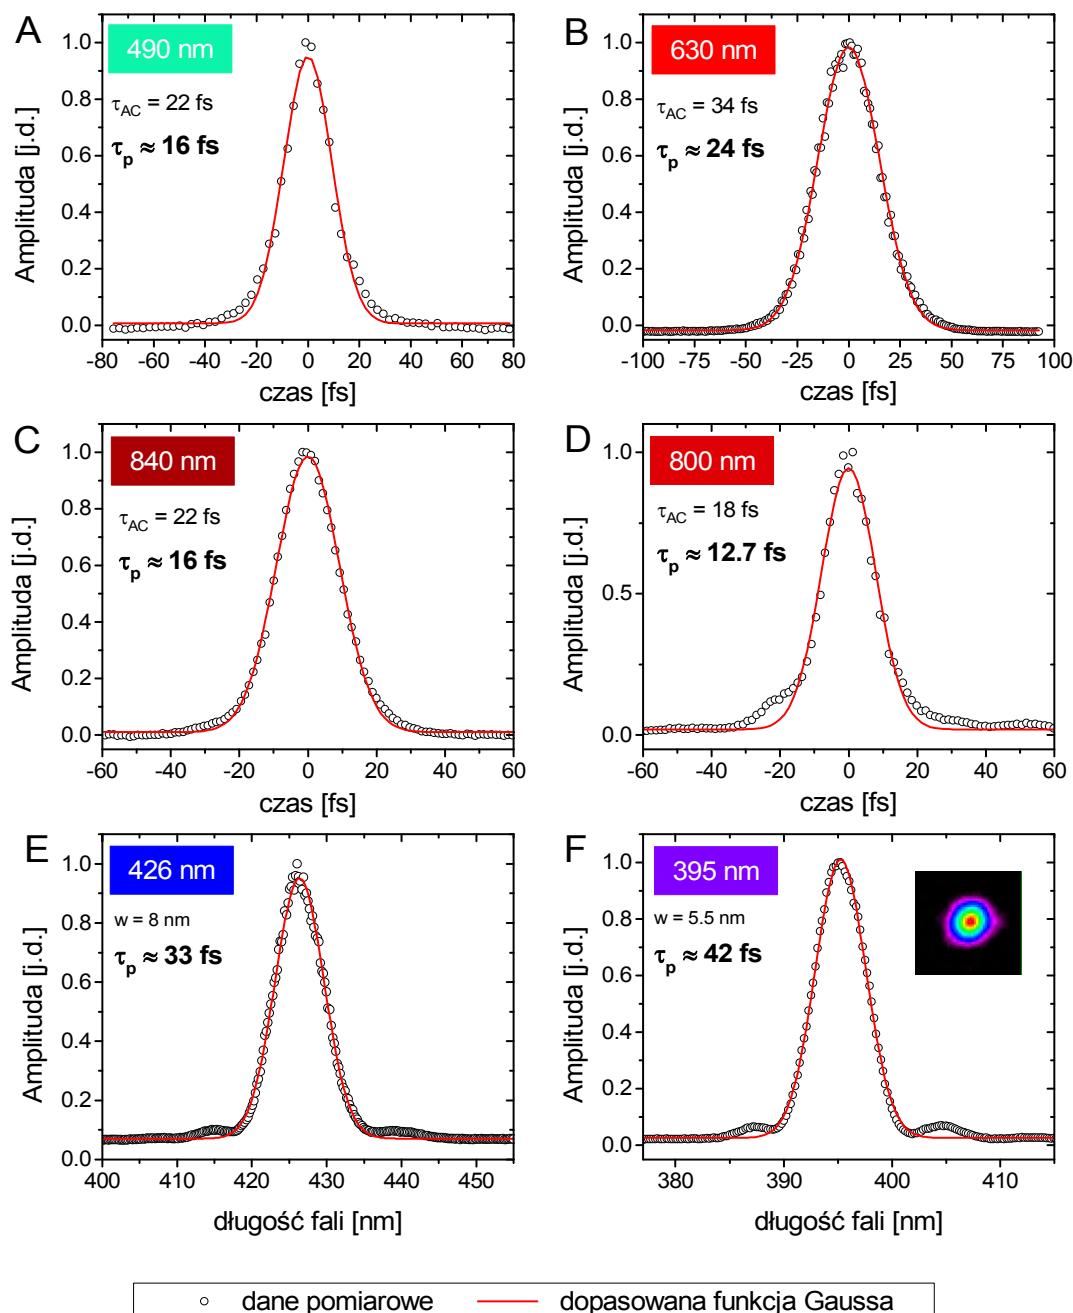 A
490 nm
τAC = 22 fs
τp ≈ 16 fs
Amplituda [j.d.]
1.0
0.8
0.6
0.4
0.2
0.0
-80 -60 -40 -20 0 20 40 60 80
czas [fs]
B
630 nm
τAC = 34 fs
τp ≈ 24 fs
Amplituda [j.d.]
1.0
0.8
0.6
0.4
0.2
0.0
-100 -75 -50 -25 0 25 50 75 100
czas [fs]
C
840 nm
τAC = 22 fs
τp ≈ 16 fs
Amplituda [j.d.]
1.0
0.8
0.6
0.4
0.2
0.0
-60 -40 -20 0 20 40 60
czas [fs]
D
800 nm
τAC = 18 fs
τp ≈ 12.7 fs
Amplituda [j.d.]
1.0
0.5
0.0
-60 -40 -20 0 20 40 60
czas [fs]
E
426 nm
w = 8 nm
τp ≈ 33 fs
Amplituda [j.d.]
1.0
0.8
0.6
0.4
0.2
0.0
400 410 420 430 440 450
długość fali [nm]
F
395 nm
w = 5.5 nm
τp ≈ 42 fs
Amplituda [j.d.]
1.0
0.8
0.6
0.4
0.2
0.0
380 390 400 410
długość fali [nm]
dane pomiarowe
dopasowana funkcja Gaussa